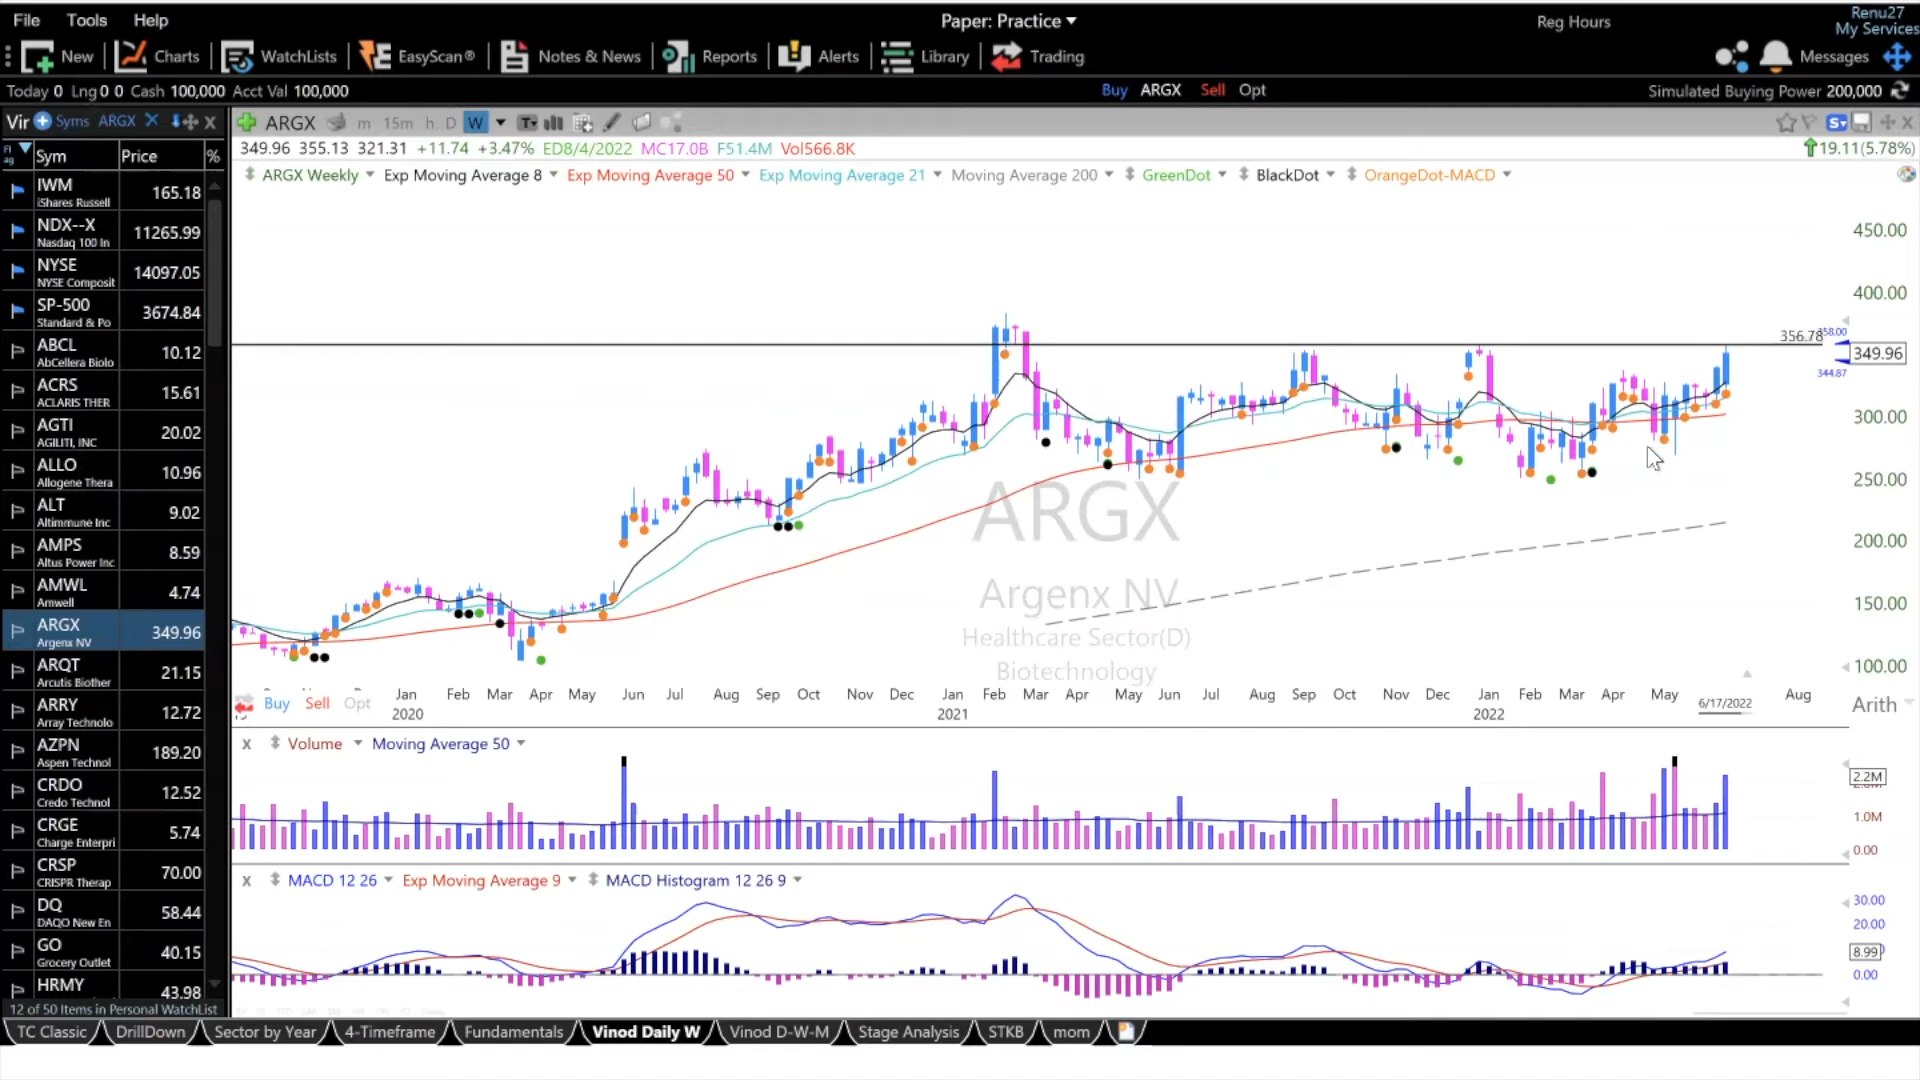 File Tools Help Paper: Practice Reg Hours Renu27
My Services
New Charts WatchLists EasyScan® Notes & News Reports Alerts Library Trading Messages
Today 0 Lng 0 0 Cash 100,000 Acct Val 100,000 Buy ARGX Sell Opt Simulated Buying Power 200,000
Vir Syms ARGX X ARGX m 15m h D W
349.96 355.13 321.31 +11.74 +3.47% ED8/4/2022 MC17.0B F51.4M Vol566.8K 19.11(5.78%)
Flag Sym Price %
ARGX Weekly Exp Moving Average 8 Exp Moving Average 50 Exp Moving Average 21 Moving Average 200 GreenDot BlackDot OrangeDot-MACD
IWM 165.18
iShares Russell
NDX--X 11265.99
Nasdaq 100 In
NYSE 14097.05
NYSE Composit
SP-500 3674.84
Standard & Po
ABCL 10.12
AbCellera Biolo
ACRS 15.61
ACLARIS THER
AGTI 20.02
AGILITI, INC
ALLO 10.96
Allogene Thera
ALT 9.02
Altimmune Inc
AMPS 8.59
Altus Power Inc
AMWL 4.74
Amwell
ARGX 349.96
Argenx NV
ARQT 21.15
Arcutis Biother
ARRY 12.72
Array Technolo
AZPN 189.20
Aspen Technol
CRDO 12.52
Credo Technol
CRGE 5.74
Charge Enterpri
CRSP 70.00
CRISPR Therap
DQ 58.44
DAQO New En
GO 40.15
Grocery Outlet
HRMY 43.98
12 of 50 Items in Personal WatchList
450.00
400.00
356.78 358.00
349.96
344.87
300.00
250.00
200.00
150.00
100.00
ARGX
Argenx NV
Healthcare Sector(D)
Biotechnology
Jan Feb Mar Apr May Jun Jul Aug Sep Oct Nov Dec Jan Feb Mar Apr May Jun Jul Aug Sep Oct Nov Dec Jan Feb Mar Apr May 6/17/2022 Aug
Buy Sell Opt 2020 2021 2022 Arith
X Volume Moving Average 50
2.2M
1.0M
0.00
X MACD 12 26 Exp Moving Average 9 MACD Histogram 12 26 9
30.00
20.00
8.99
0.00
TC Classic DrillDown Sector by Year 4-Timeframe Fundamentals Vinod Daily W Vinod D-W-M Stage Analysis STKB mom